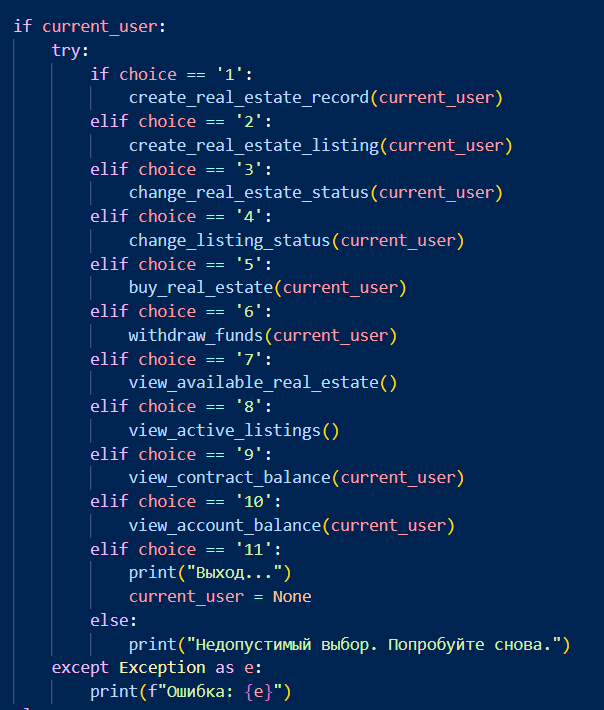 if current_user:
    try:
        if choice == '1':
            create_real_estate_record(current_user)
        elif choice == '2':
            create_real_estate_listing(current_user)
        elif choice == '3':
            change_real_estate_status(current_user)
        elif choice == '4':
            change_listing_status(current_user)
        elif choice == '5':
            buy_real_estate(current_user)
        elif choice == '6':
            withdraw_funds(current_user)
        elif choice == '7':
            view_available_real_estate()
        elif choice == '8':
            view_active_listings()
        elif choice == '9':
            view_contract_balance(current_user)
        elif choice == '10':
            view_account_balance(current_user)
        elif choice == '11':
            print("Выход...")
            current_user = None
        else:
            print("Недопустимый выбор. Попробуйте снова.")
    except Exception as e:
        print(f"Ошибка: {e}")